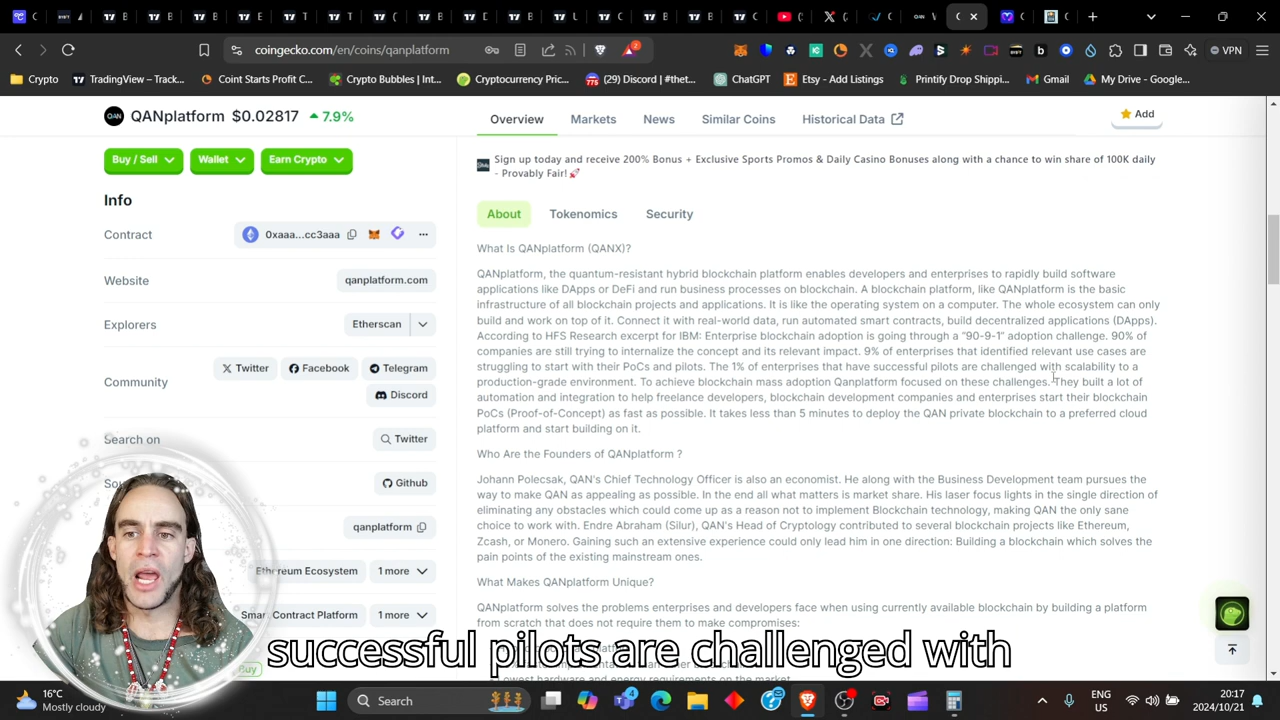 coingecko.com/en/coins/qanplatform
2
VPN
Crypto
TradingView – Track...
Coint Starts Profit C...
Crypto Bubbles | Int...
Cryptocurrency Pric...
(29) Discord | #thet...
ChatGPT
Etsy - Add Listings
Printify Drop Shippi...
Gmail
My Drive - Google...
QAN
QANplatform $0.02817 7.9%
Overview
Markets
News
Similar Coins
Historical Data
Add
Buy / Sell
Wallet
Earn Crypto
Sign up today and receive 200% Bonus + Exclusive Sports Promos & Daily Casino Bonuses along with a chance to win share of 100K daily
- Provably Fair!🚀
Info
About
Tokenomics
Security
Contract
0xaaa...cc3aaa
Website
qanplatform.com
Explorers
Etherscan
Community
Twitter
Facebook
Telegram
Discord
Search on
Twitter
Github
qanplatform
Ethereum Ecosystem
1 more
Smart Contract Platform
1 more
Buy
What Is QANplatform (QANX)?
QANplatform, the quantum-resistant hybrid blockchain platform enables developers and enterprises to rapidly build software
applications like DApps or DeFi and run business processes on blockchain. A blockchain platform, like QANplatform is the basic
infrastructure of all blockchain projects and applications. It is like the operating system on a computer. The whole ecosystem can only
build and work on top of it. Connect it with real-world data, run automated smart contracts, build decentralized applications (DApps).
According to HFS Research excerpt for IBM: Enterprise blockchain adoption is going through a "90-9-1" adoption challenge. 90% of
companies are still trying to internalize the concept and its relevant impact. 9% of enterprises that identified relevant use cases are
struggling to start with their PoCs and pilots. The 1% of enterprises that have successful pilots are challenged with scalability to a
production-grade environment. To achieve blockchain mass adoption Qanplatform focused on these challenges. They built a lot of
automation and integration to help freelance developers, blockchain development companies and enterprises start their blockchain
PoCs (Proof-of-Concept) as fast as possible. It takes less than 5 minutes to deploy the QAN private blockchain to a preferred cloud
platform and start building on it.
Who Are the Founders of QANplatform ?
Johann Polecsak, QAN's Chief Technology Officer is also an economist. He along with the Business Development team pursues the
way to make QAN as appealing as possible. In the end all what matters is market share. His laser focus lights in the single direction of
eliminating any obstacles which could come up as a reason not to implement Blockchain technology, making QAN the only sane
choice to work with. Endre Abraham (Silur), QAN's Head of Cryptology contributed to several blockchain projects like Ethereum,
Zcash, or Monero. Gaining such an extensive experience could only lead him in one direction: Building a blockchain which solves the
pain points of the existing mainstream ones.
What Makes QANplatform Unique?
QANplatform solves the problems enterprises and developers face when using currently available blockchain by building a platform
from scratch that does not require them to make compromises:
successful pilots are challenged with
Lowest hardware and energy requirements on the market
16°C
Mostly cloudy
Search
ENG
WE
20:17
2024/10/21